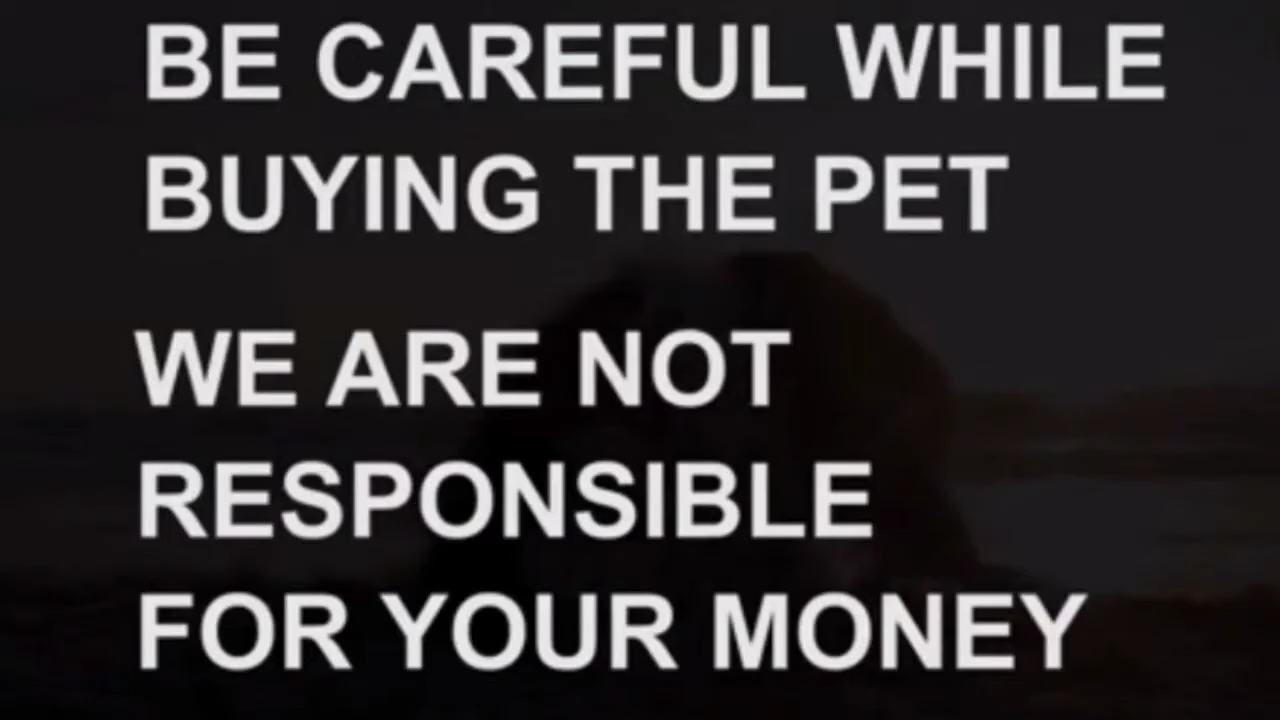 BE CAREFUL WHILE
BUYING THE PET
WE ARE NOT
RESPONSIBLE
FOR YOUR MONEY